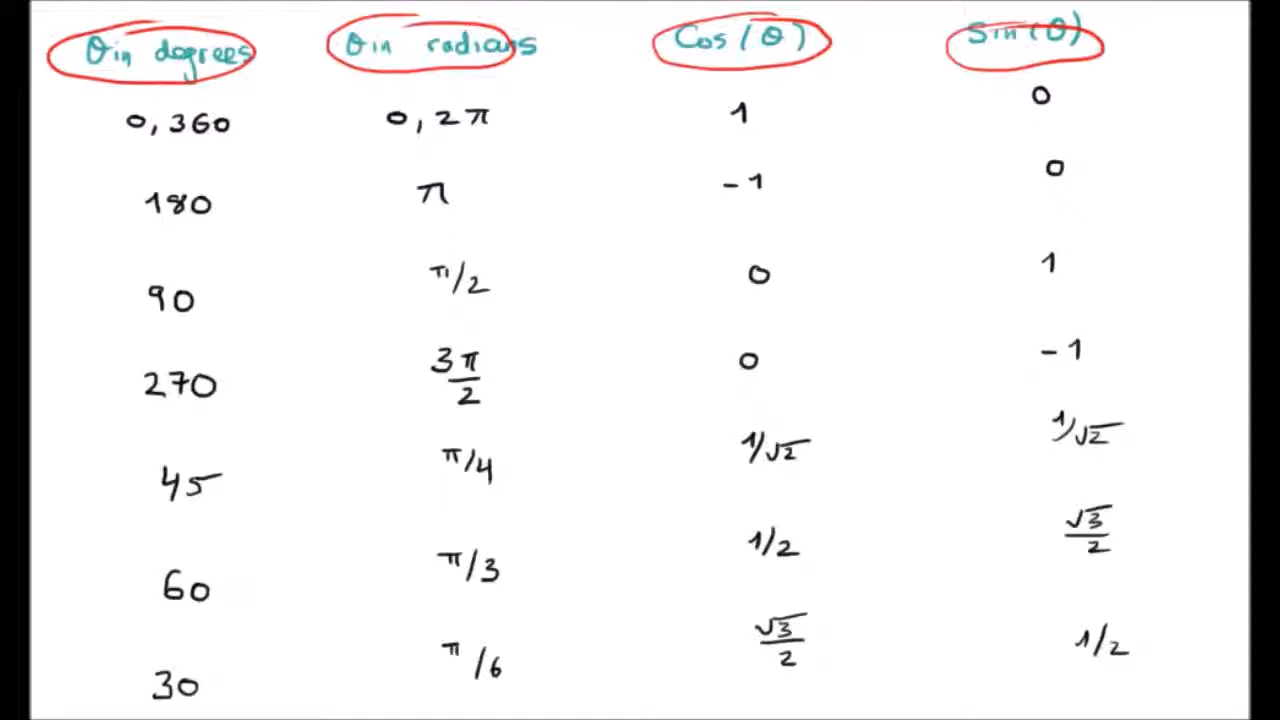 θ in degrees θ in radians Cos(θ) Sin(θ)
0, 360 0, 2π 1 0
180 π -1 0
90 π/2 0 1
270 3π/2 0 -1
45 π/4 1/√2 1/√2
60 π/3 1/2 √3/2
30 π/6 √3/2 1/2